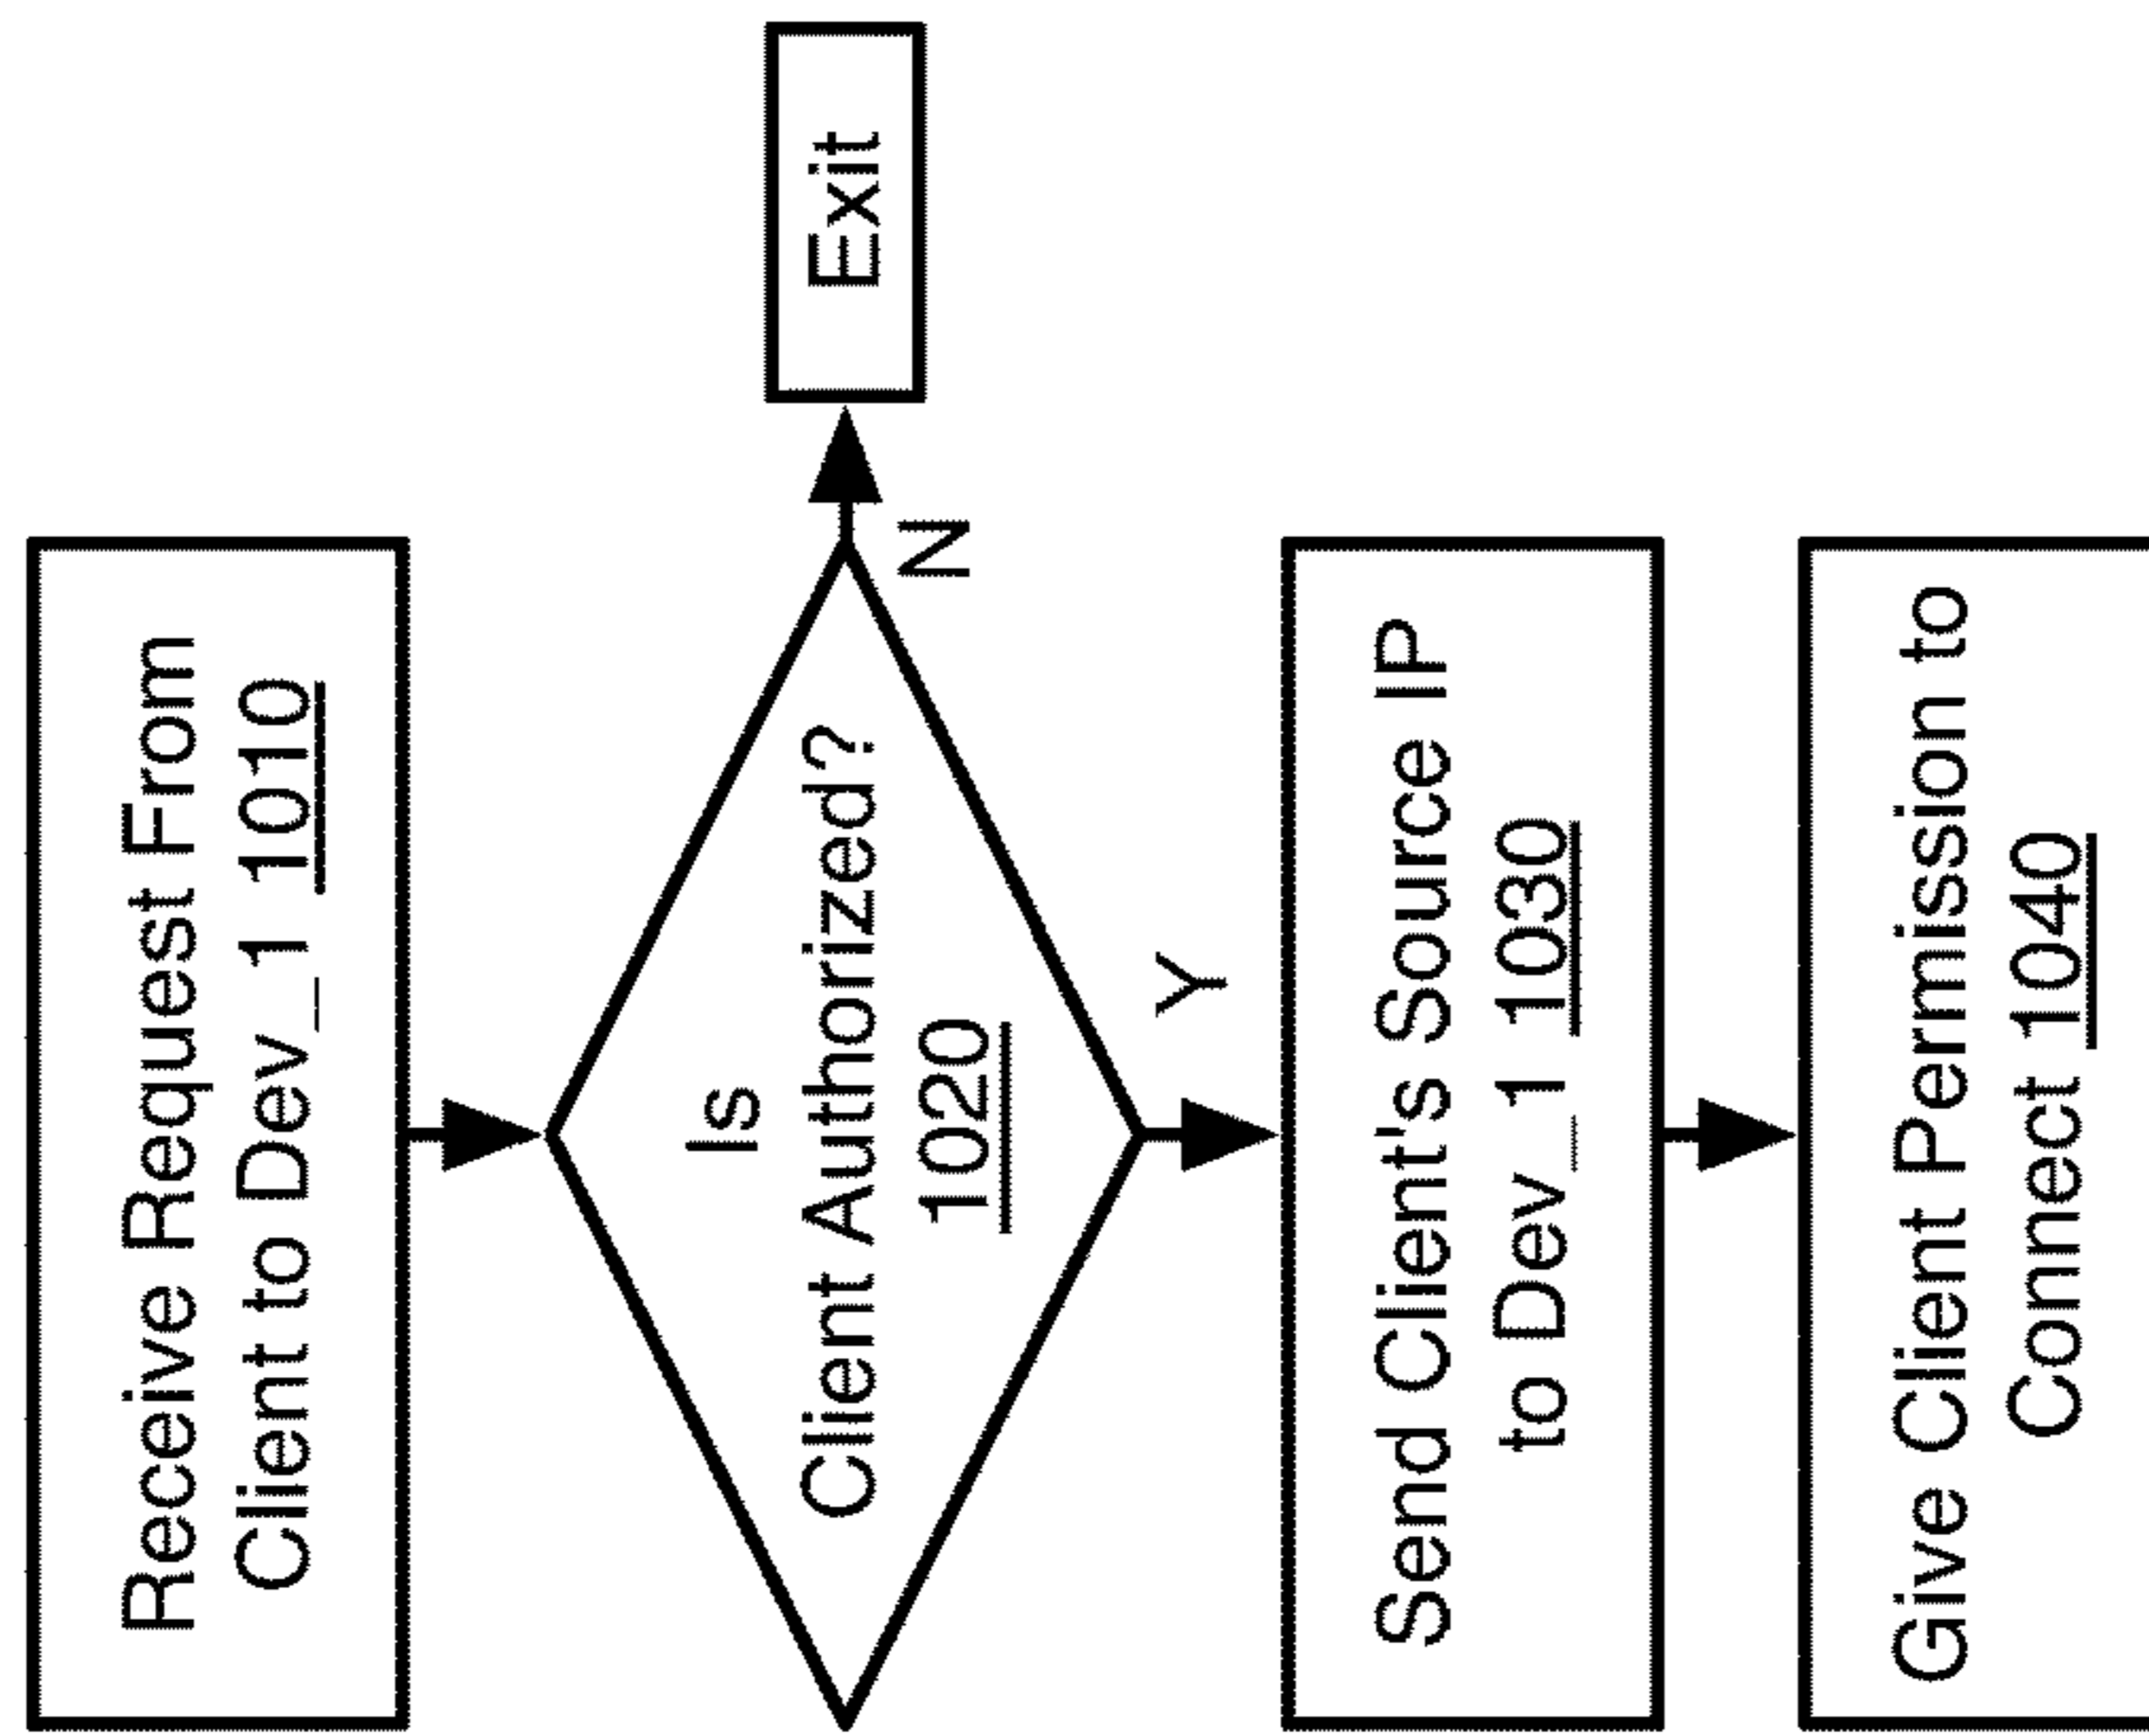 Receive Request From
Client to Dev_1 1010
Is
Client Authorized?
1020
N
Exit
Y
Send Client's Source IP
to Dev_1 1030
Give Client Permission to
Connect 1040